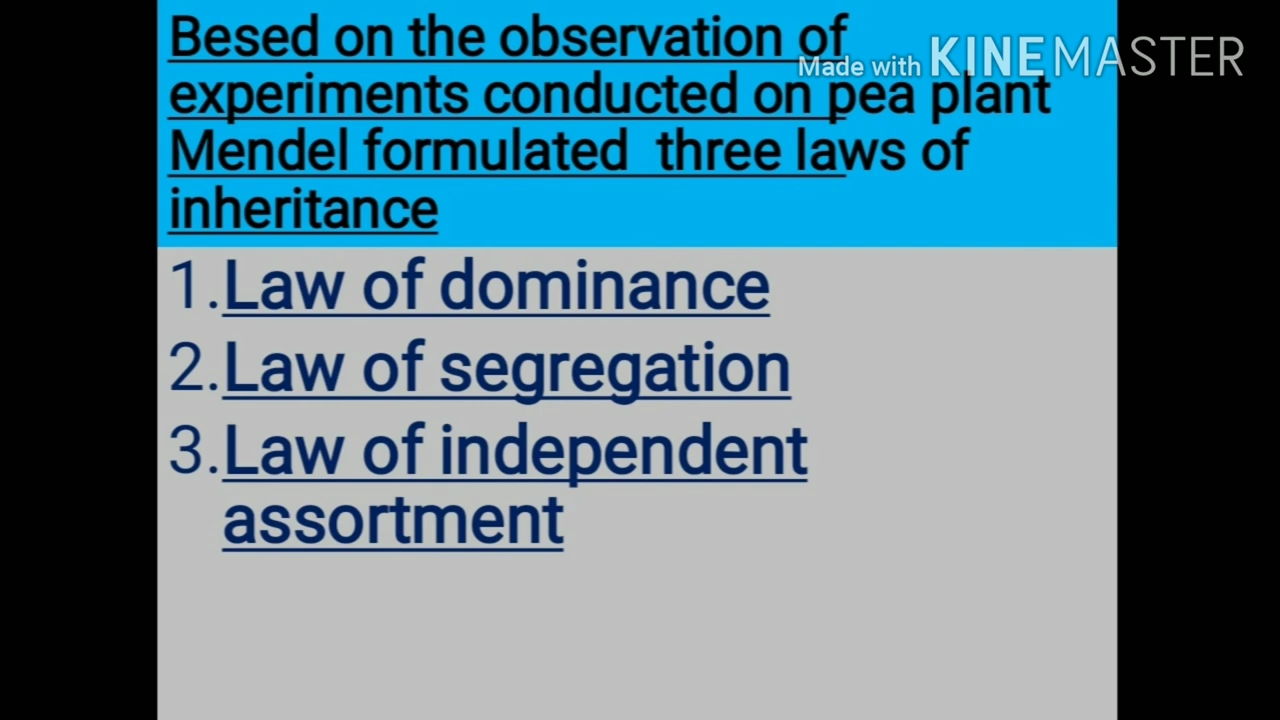 Besed on the observation of
Made with KINEMASTER
experiments conducted on pea plant
Mendel formulated three laws of
inheritance
1.Law of dominance
2.Law of segregation
3.Law of independent
assortment